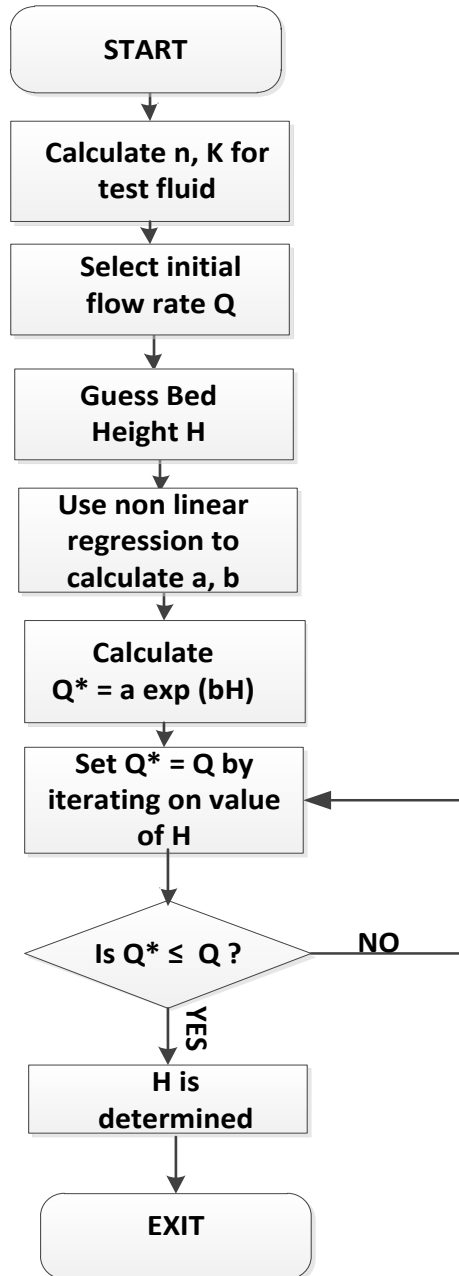 START
Calculate n, K for
test fluid
Select initial
flow rate Q
Guess Bed
Height H
Use non linear
regression to
calculate a, b
Calculate
Q* = a exp (bH)
Set Q* = Q by
iterating on value
of H
Is Q* ≤ Q ?
NO
YES
H is
determined
EXIT